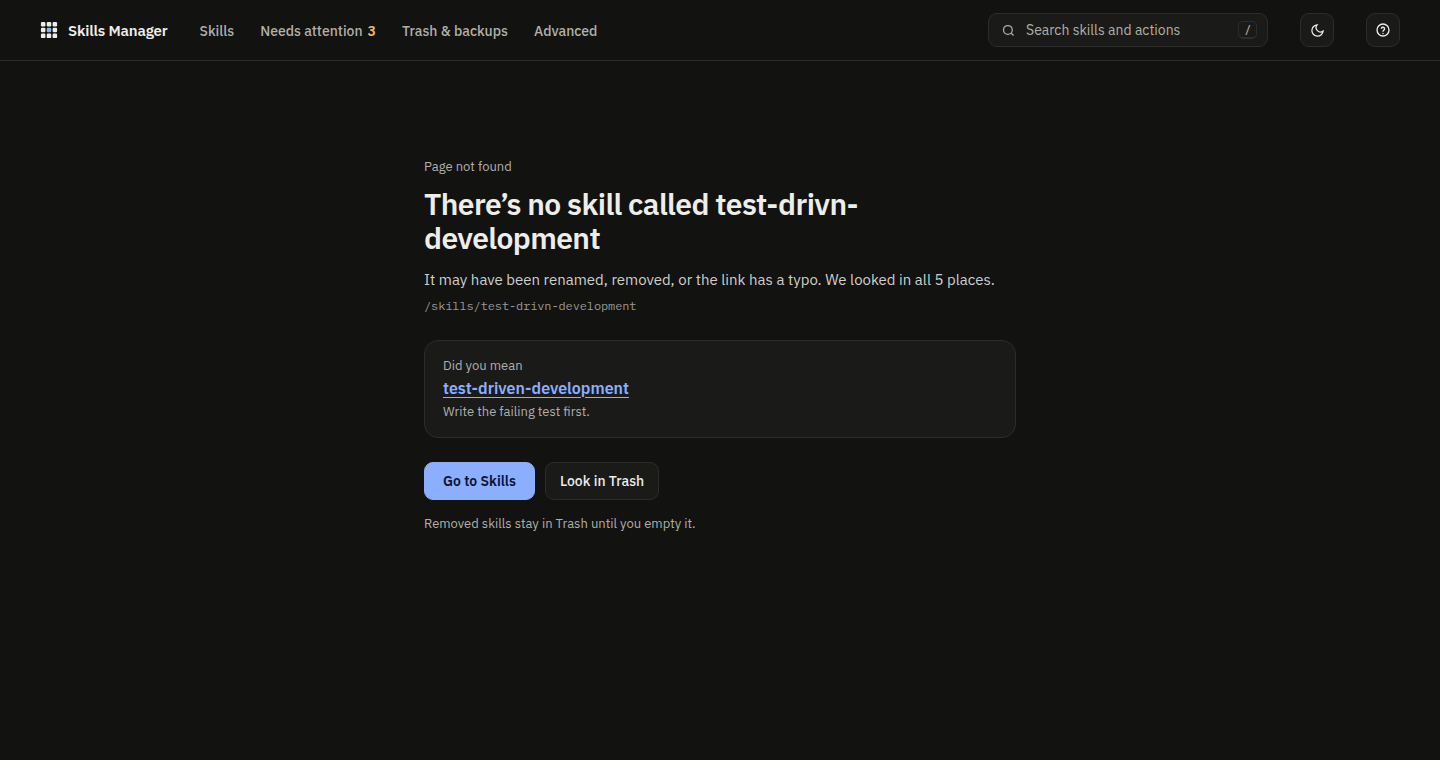 Skills Manager
Skills
Needs attention 3
Trash & backups
Advanced
Search skills and actions /
Page not found
There’s no skill called test-drivn-
development
It may have been renamed, removed, or the link has a typo. We looked in all 5 places.
/skills/test-drivn-development
Did you mean
test-driven-development
Write the failing test first.
Go to Skills
Look in Trash
Removed skills stay in Trash until you empty it.